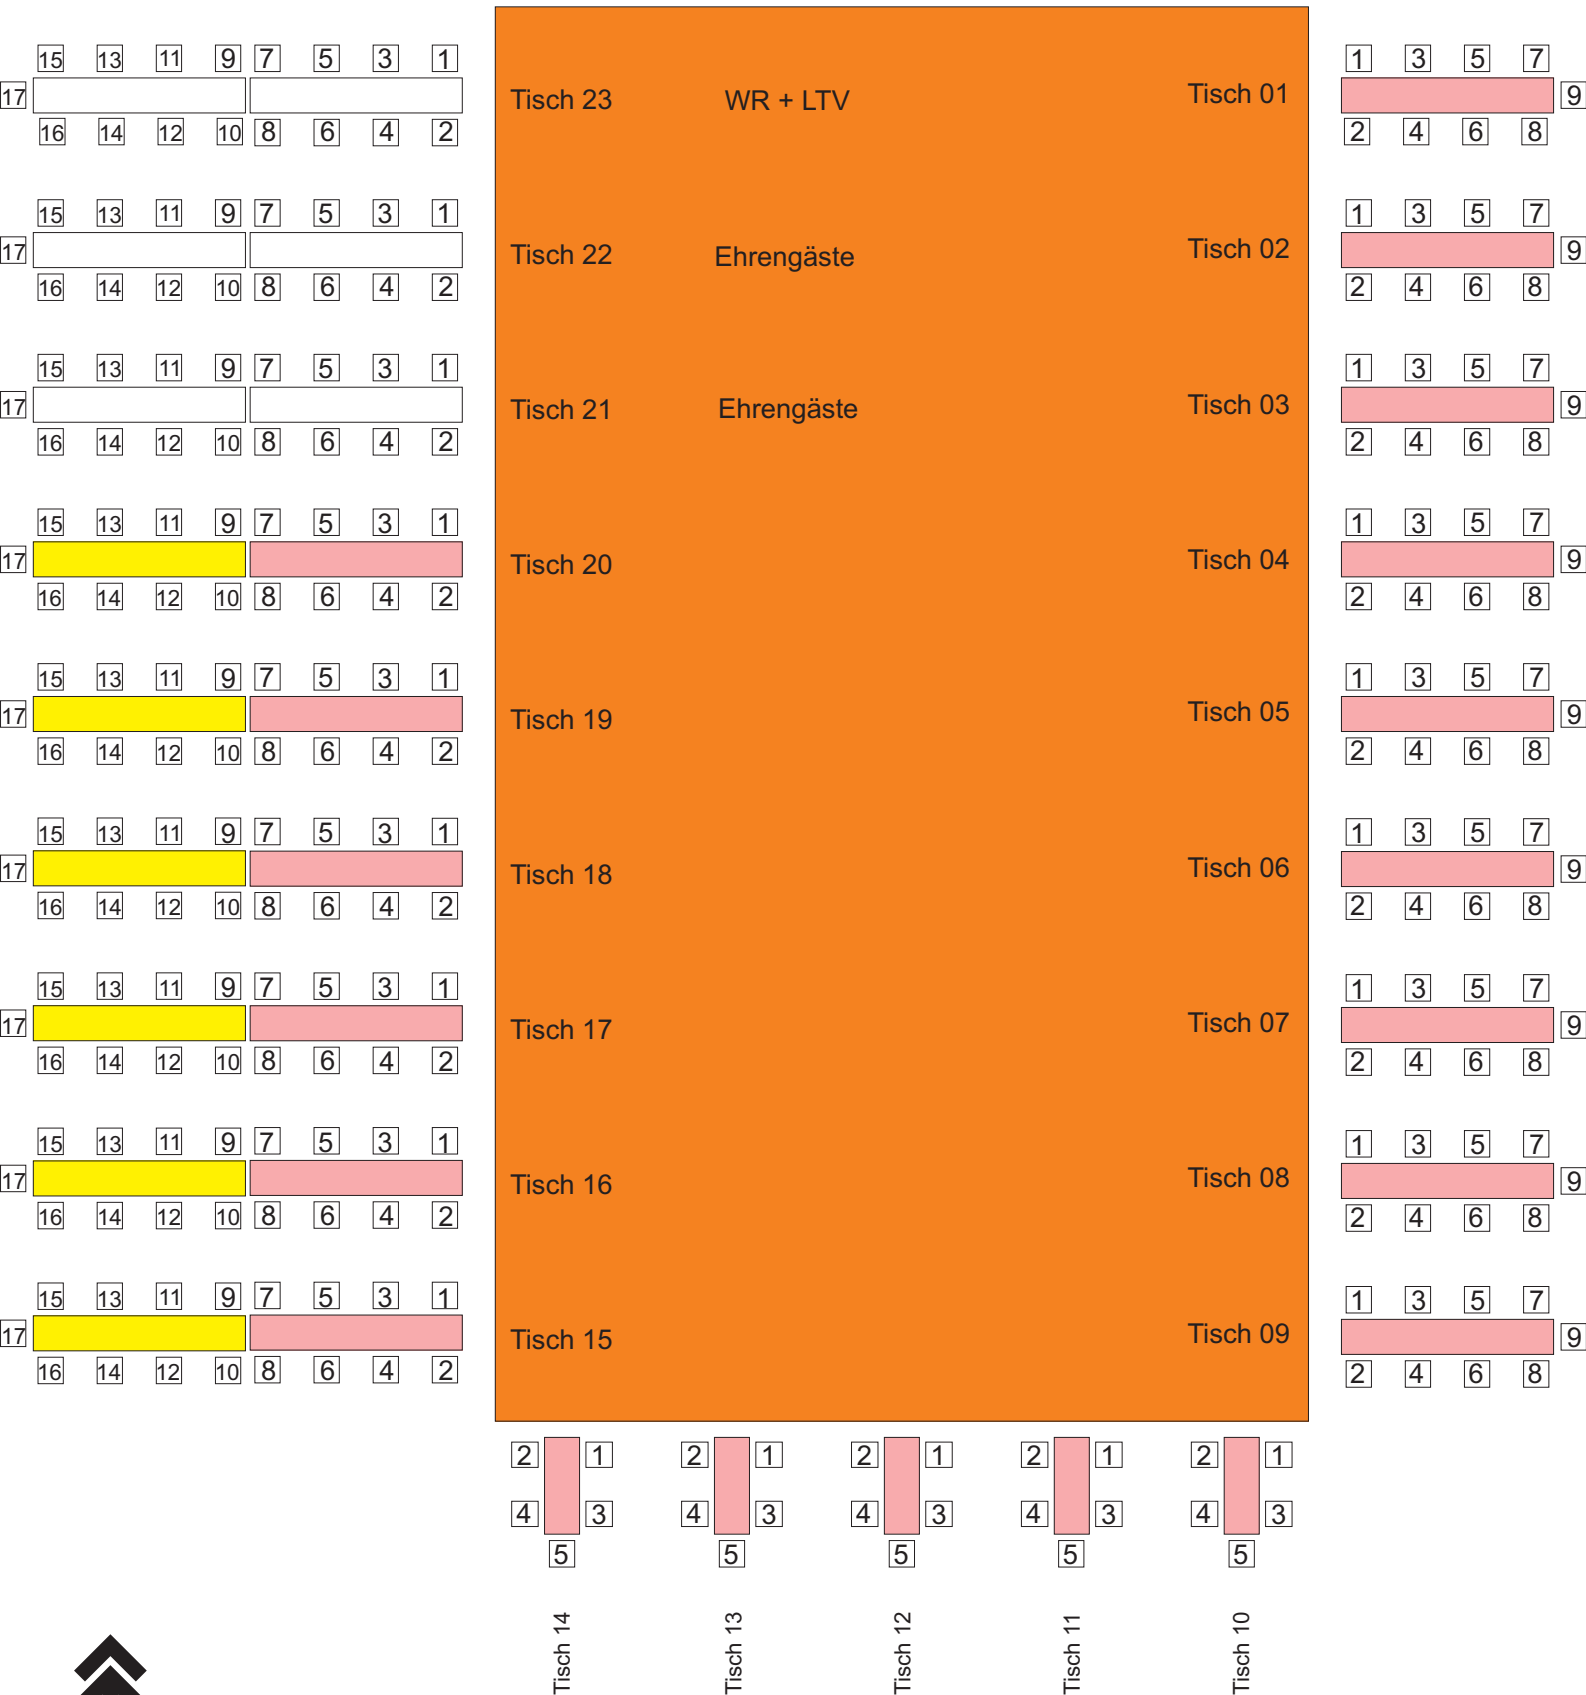 15 13 11 9 7 5 3 1 1 3 5 7
17 Tisch 23 WR + LTV Tisch 01 9
16 14 12 10 8 6 4 2 2 4 6 8
15 13 11 9 7 5 3 1 1 3 5 7
17 Tisch 22 Ehrengäste Tisch 02 9
16 14 12 10 8 6 4 2 2 4 6 8
15 13 11 9 7 5 3 1 1 3 5 7
17 Tisch 21 Ehrengäste Tisch 03 9
16 14 12 10 8 6 4 2 2 4 6 8
15 13 11 9 7 5 3 1 1 3 5 7
17 Tisch 20 Tisch 04 9
16 14 12 10 8 6 4 2 2 4 6 8
15 13 11 9 7 5 3 1 1 3 5 7
17 Tisch 19 Tisch 05 9
16 14 12 10 8 6 4 2 2 4 6 8
15 13 11 9 7 5 3 1 1 3 5 7
17 Tisch 18 Tisch 06 9
16 14 12 10 8 6 4 2 2 4 6 8
15 13 11 9 7 5 3 1 1 3 5 7
17 Tisch 17 Tisch 07 9
16 14 12 10 8 6 4 2 2 4 6 8
15 13 11 9 7 5 3 1 1 3 5 7
17 Tisch 16 Tisch 08 9
16 14 12 10 8 6 4 2 2 4 6 8
15 13 11 9 7 5 3 1 1 3 5 7
17 Tisch 15 Tisch 09 9
16 14 12 10 8 6 4 2 2 4 6 8
2 1 2 1 2 1 2 1 2 1
4 3 4 3 4 3 4 3 4 3
5 5 5 5 5
Tisch 14 Tisch 13 Tisch 12 Tisch 11 Tisch 10